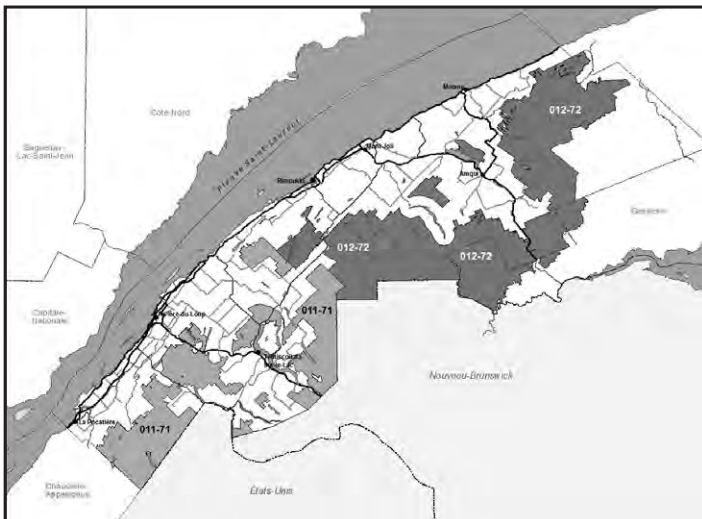 Côte-Nord
Saguenay -
Lac-Saint-Jean
Fleuve Saint-Laurent
Matane
012-72
Mont-Joli
Rimouski
Amqui
Gaspésie
012-72
012-72
Capitale-
Nationale
Rivière-du-Loup
011-71
Témiscouata-
sur-le-Lac
Nouveau-Brunswick
La Pocatière
011-71
Chaudière-
Appalaches
États-Unis